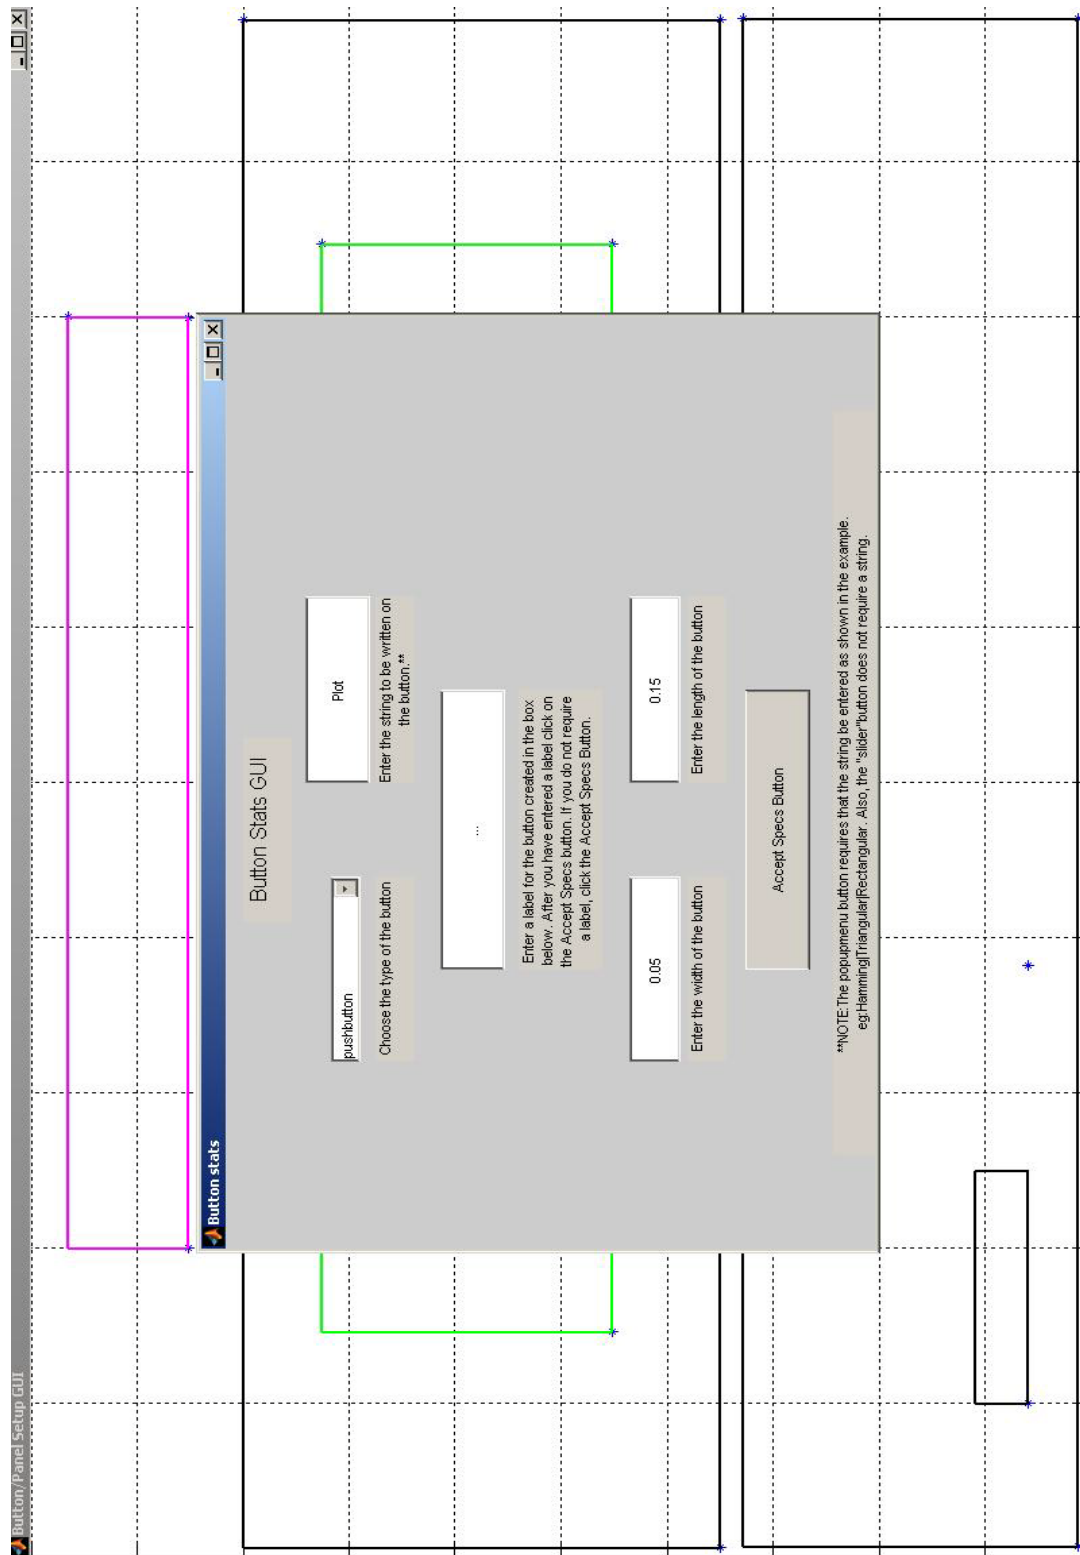 Button/Panel Setup GUI
Button stats
Button Stats GUI
pushbutton
Plot
Choose the type of the button
Enter the string to be written on
the button.**
...
Enter a label for the button created in the box
below. After you have entered a label click on
the Accept Specs button. If you do not require
a label, click the Accept Specs Button.
0.05
0.15
Enter the width of the button
Enter the length of the button
Accept Specs Button
**NOTE:The popupmenu button requires that the string be entered as shown in the example.
eg:Hamming|Triangular|Rectangular. Also, the "slider"button does not require a string.